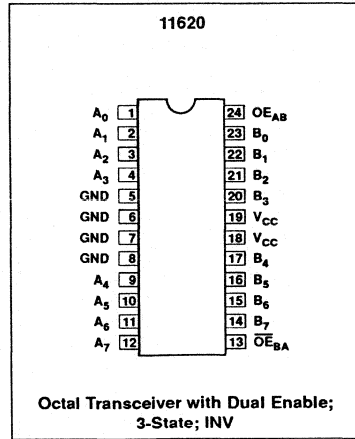 11620
A0 1 24 OEAB
A1 2 23 B0
A2 3 22 B1
A3 4 21 B2
GND 5 20 B3
GND 6 19 VCC
GND 7 18 VCC
GND 8 17 B4
A4 9 16 B5
A5 10 15 B6
A6 11 14 B7
A7 12 13 O̅E̅BA
Octal Transceiver with Dual Enable;
3-State; INV